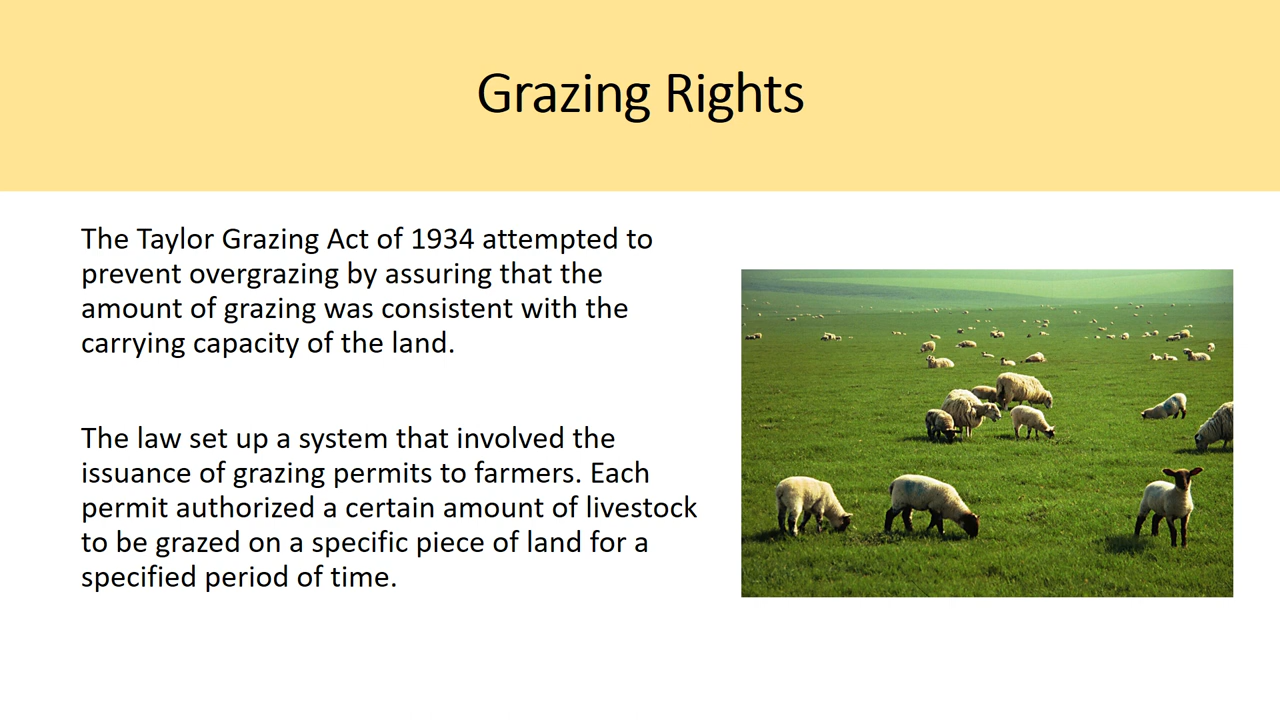 Grazing Rights
The Taylor Grazing Act of 1934 attempted to
prevent overgrazing by assuring that the
amount of grazing was consistent with the
carrying capacity of the land.
The law set up a system that involved the
issuance of grazing permits to farmers. Each
permit authorized a certain amount of livestock
to be grazed on a specific piece of land for a
specified period of time.